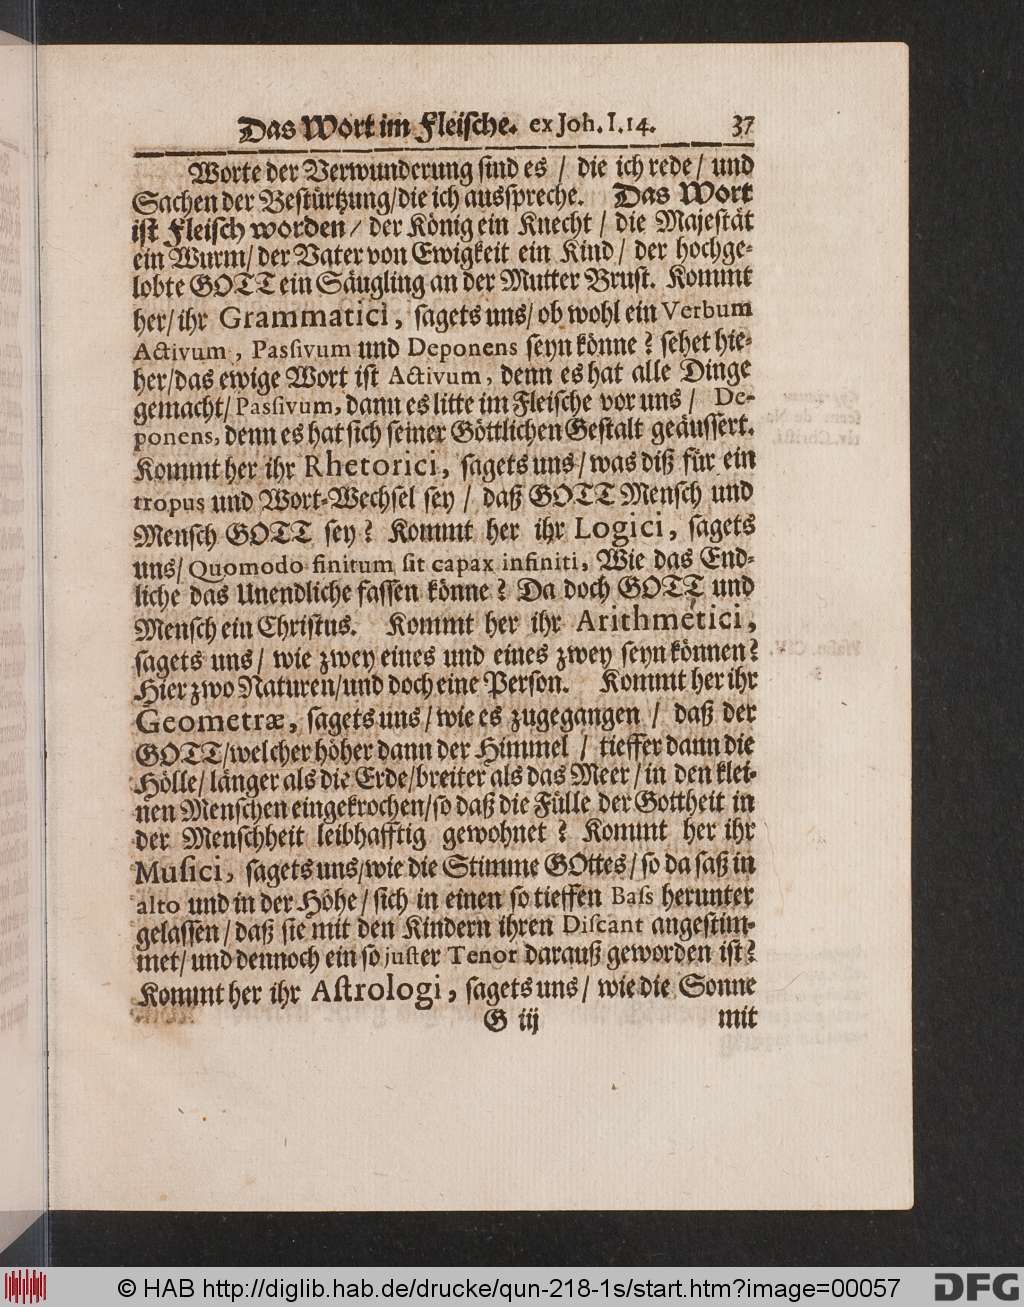 Das Wort im Fleische. ex Joh. I. 14. 37
Worte der Verwunderung sind es / die ich rede / und
Sachen der Bestürtzung/die ich ausspreche. Das Wort
ist Fleisch worden / der König ein Knecht / die Majestät
ein Wurm/ der Vater von Ewigkeit ein Kind / der hochge-
lobte GOTT ein Säugling an der Mutter Brust. Kommt
her/ihr Grammatici, sagets uns/ ob wohl ein Verbum
Activum, Passivum und Deponens seyn könne? sehet hie-
her/das ewige Wort ist Activum, denn es hat alle Dinge
gemacht/ Passivum, dann es litte im Fleische vor uns / De-
ponens, denn es hat sich seiner Göttlichen Gestalt geäussert.
Kommt her ihr Rhetorici, sagets uns/was diß für ein
tropus und Wort-Wechsel sey / daß GOTT Mensch und
Mensch GOTT sey? Kommt her ihr Logici, sagets
uns/ Quomodo finitum sit capax infiniti, Wie das End-
liche das Unendliche fassen könne? Da doch GOTT und
Mensch ein Christus. Kommt her ihr Arithmetici,
sagets uns/ wie zwey eines und eines zwey seyn können?
Hier zwo Naturen/und doch eine Person. Kommt her ihr
Geometræ, sagets uns/wie es zugegangen / daß der
GOTT/welcher höher dann der Himmel / tieffer dann die
Hölle/ länger als die Erde/breiter als das Meer/in den klei-
nen Menschen eingekrochen/so daß die Fülle der Gottheit in
der Menschheit leibhafftig gewohnet? Kommt her ihr
Musici, sagets uns/wie die Stimme GOttes/ so da saß in
alto und in der Höhe/ sich in einen so tieffen Bass herunter
gelassen/daß sie mit den Kindern ihren Discant angestim-
met/und dennoch ein so juster Tenor darauß geworden ist?
Kommt her ihr Astrologi, sagets uns/ wie die Sonne
G iij mit
© HAB http://diglib.hab.de/drucke/qun-218-1s/start.htm?image=00057 DFG